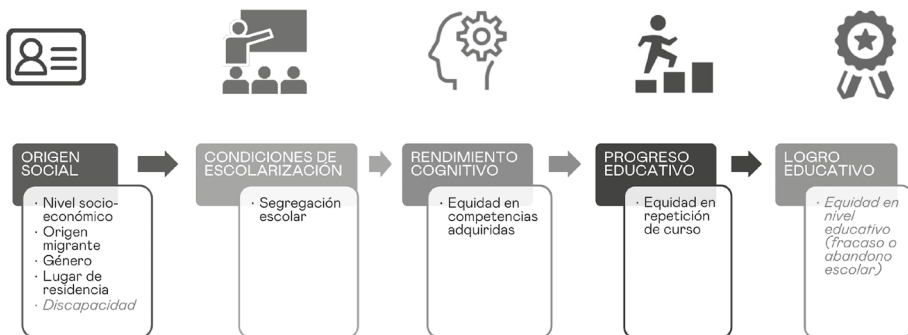 ORIGEN
SOCIAL
· Nivel socio-
económico
· Origen
migrante
· Género
· Lugar de
residencia
· Discapacidad
CONDICIONES DE
ESCOLARIZACIÓN
· Segregación
escolar
RENDIMIENTO
COGNITIVO
· Equidad en
competencias
adquiridas
PROGRESO
EDUCATIVO
· Equidad en
repetición
de curso
LOGRO
EDUCATIVO
· Equidad en
nivel
educativo
(fracaso o
abandono
escolar)